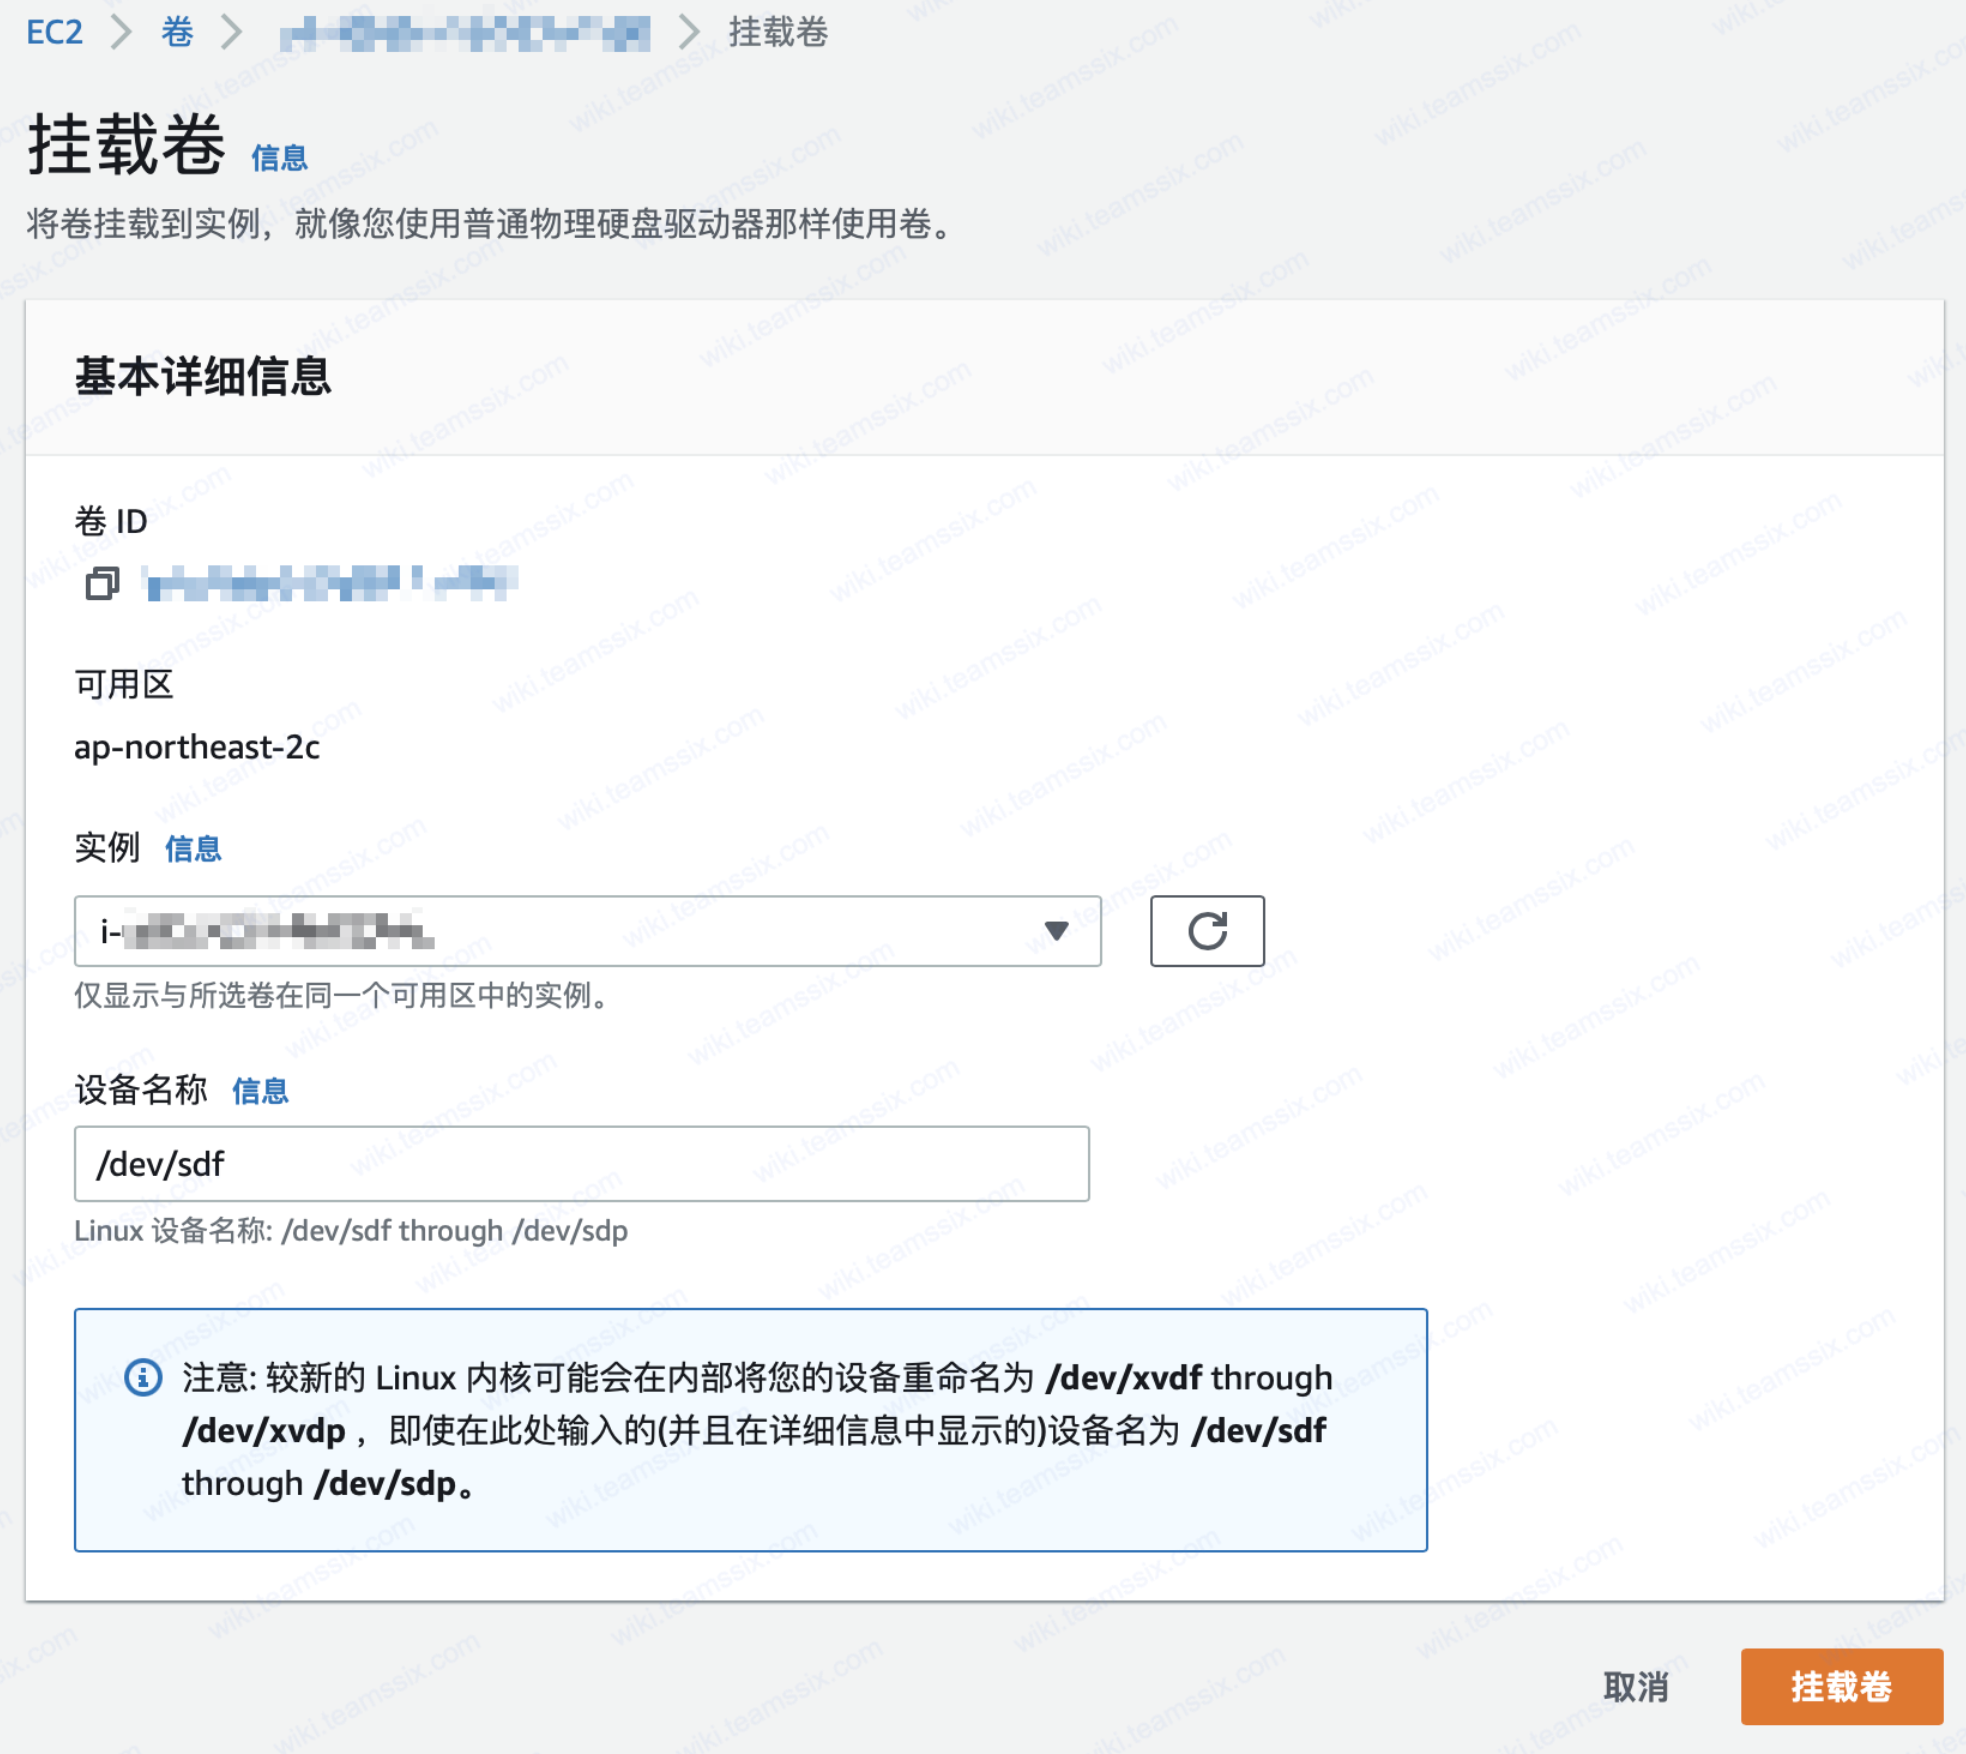 EC2 > 卷 > > 挂载卷
挂载卷 信息
将卷挂载到实例，就像您使用普通物理硬盘驱动器那样使用卷。
基本详细信息
卷 ID
可用区
ap-northeast-2c
实例 信息
i-
仅显示与所选卷在同一个可用区中的实例。
设备名称 信息
/dev/sdf
Linux 设备名称: /dev/sdf through /dev/sdp
注意: 较新的 Linux 内核可能会在内部将您的设备重命名为 /dev/xvdf through
/dev/xvdp ，即使在此处输入的(并且在详细信息中显示的)设备名为 /dev/sdf
through /dev/sdp。
取消 挂载卷
wiki.teamssix.com